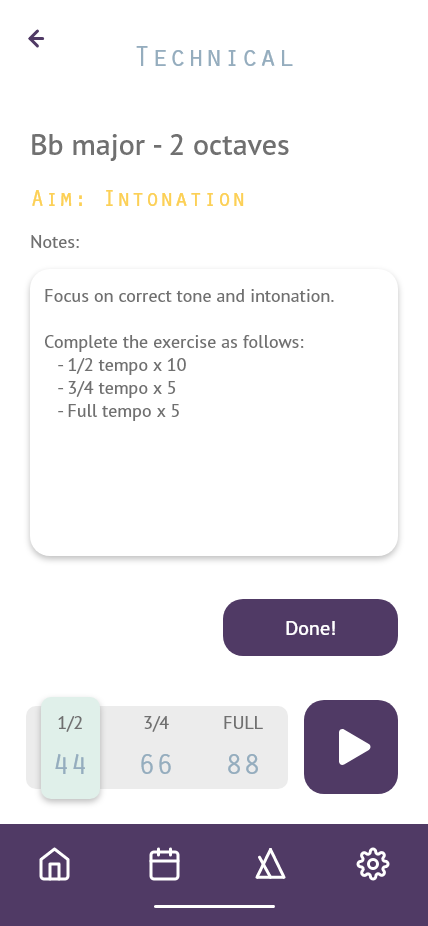 Technical
Bb major - 2 octaves
Aim: Intonation
Notes:
Focus on correct tone and intonation.
Complete the exercise as follows:
- 1/2 tempo x 10
- 3/4 tempo x 5
- Full tempo x 5
Done!
1/2 3/4 FULL
44 66 88